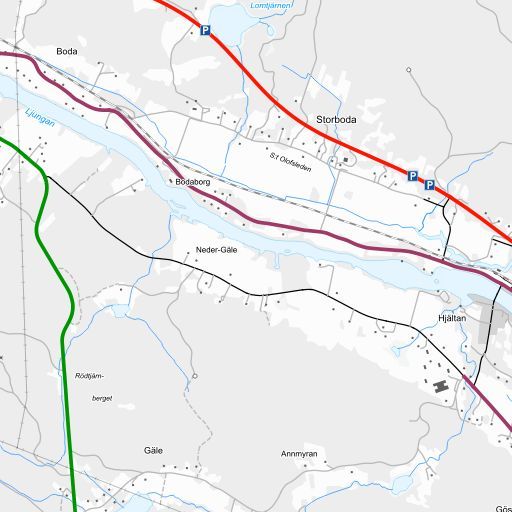 Lomtjärnen
P
Boda
Ljungan
Storboda
S:t Olofsleden
P
P
Bodaborg
Neder-Gäle
Hjältan
Rödtjärn-
berget
Gäle
Annmyran
Gös